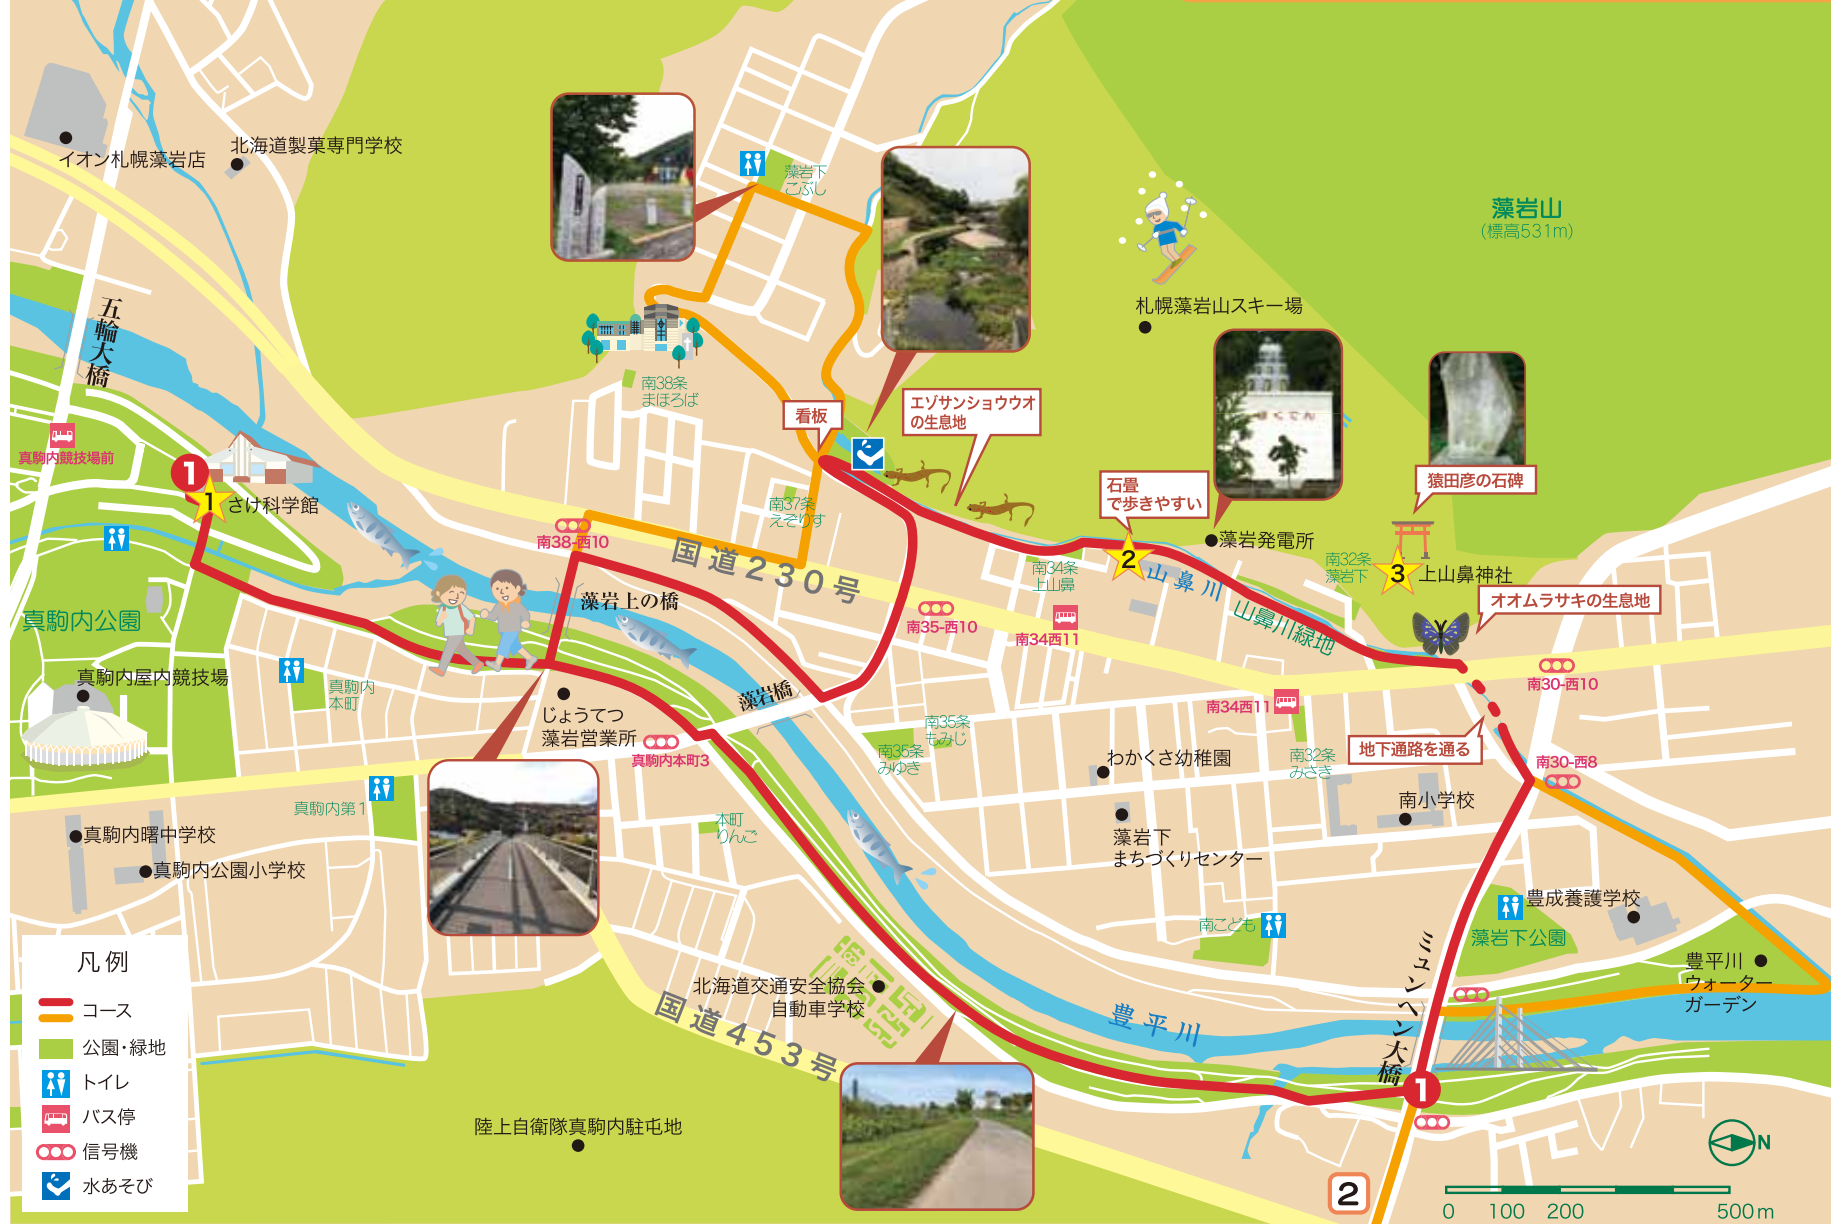 イオン札幌藻岩店
北海道製菓専門学校
藻岩下
こぶし
藻岩山
(標高531m)
札幌藻岩山スキー場
五輪大橋
南38条
まほろば
看板
エゾサンショウウオ
の生息地
ほくでん
猿田彦の石碑
石畳
で歩きやすい
真駒内競技場前
1
1
さけ科学館
南37条
えぞりす
南38-西10
国道230号
藻岩発電所
2
山鼻川
南34条
上山鼻
南32条
藻岩下
3
上山鼻神社
オオムラサキの生息地
山鼻川緑地
藻岩上の橋
南35-西10
南34西11
真駒内公園
真駒内屋内競技場
真駒内
本町
藻岩橋
じょうてつ
藻岩営業所
真駒内本町3
南30-西10
南34西11
南35条
もみじ
南35条
みゆき
わかくさ幼稚園
南32条
みさき
地下通路を通る
南30-西8
真駒内第1
本町
りんご
南小学校
藻岩下
まちづくりセンター
真駒内曙中学校
真駒内公園小学校
豊成養護学校
南こども
藻岩下公園
ミュンヘン大橋
豊平川
ウォーター
ガーデン
北海道交通安全協会
自動車学校
国道453号
豊平川
1
陸上自衛隊真駒内駐屯地
2
凡例
コース
公園・緑地
トイレ
バス停
信号機
水あそび
N
0 100 200 500m